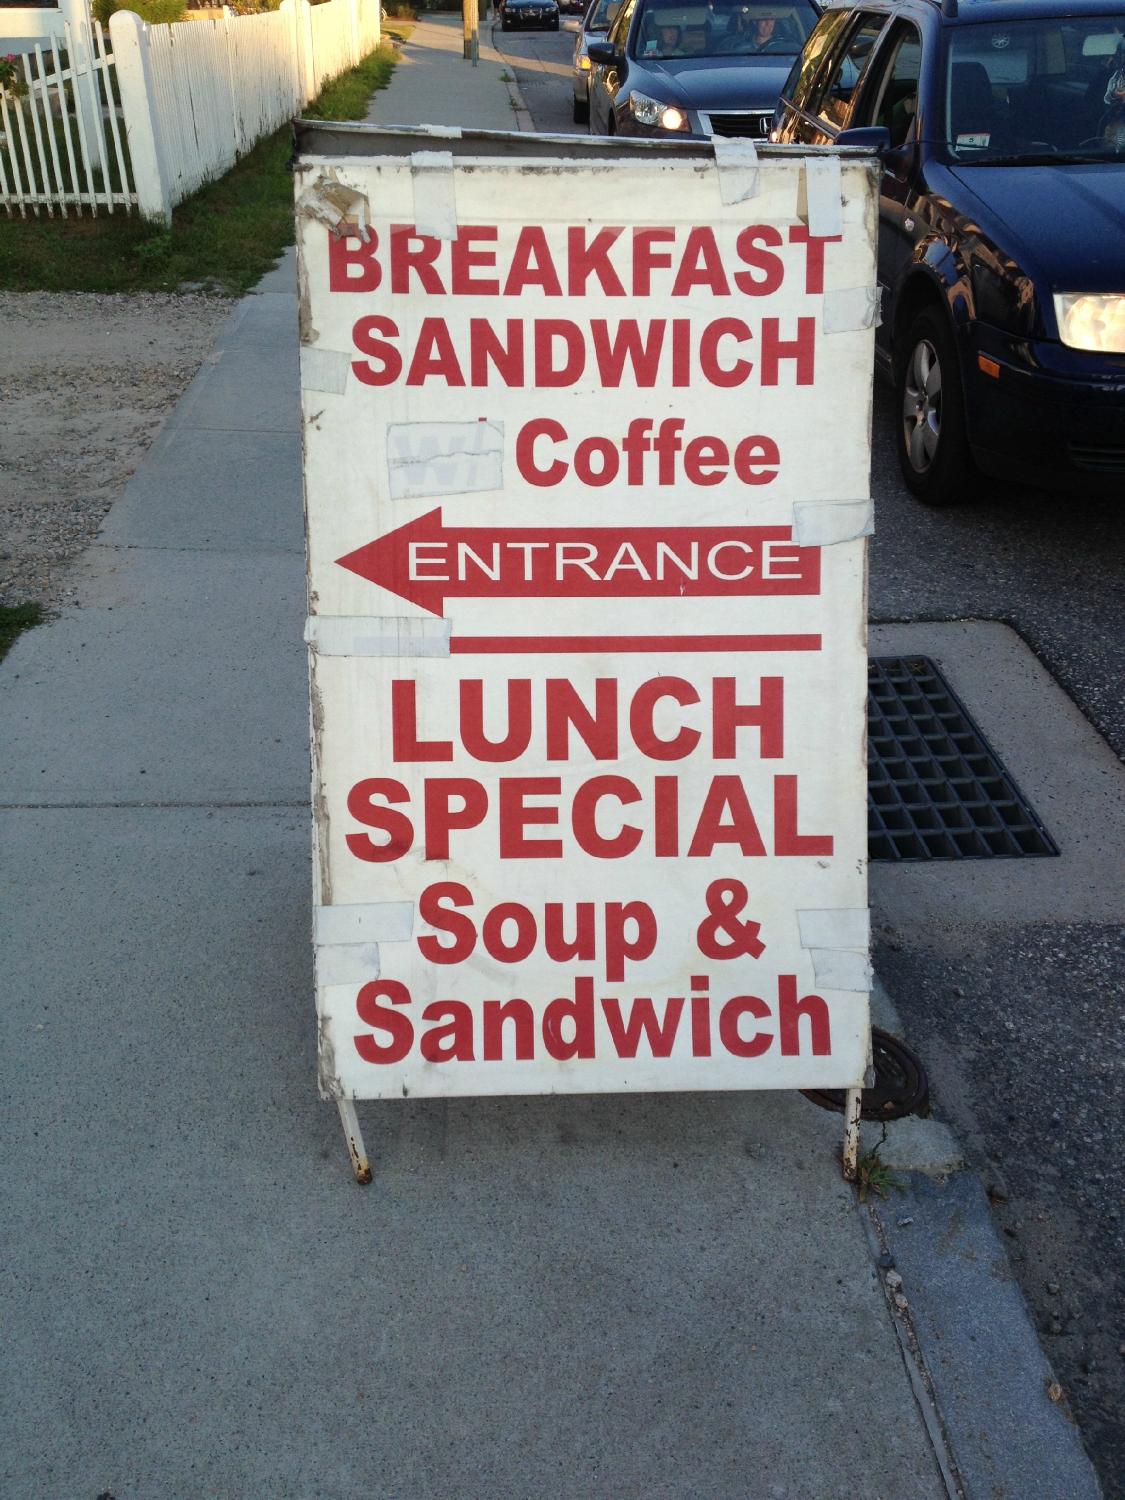 BREAKFAST
SANDWICH
w/ Coffee
ENTRANCE
LUNCH
SPECIAL
Soup &
Sandwich